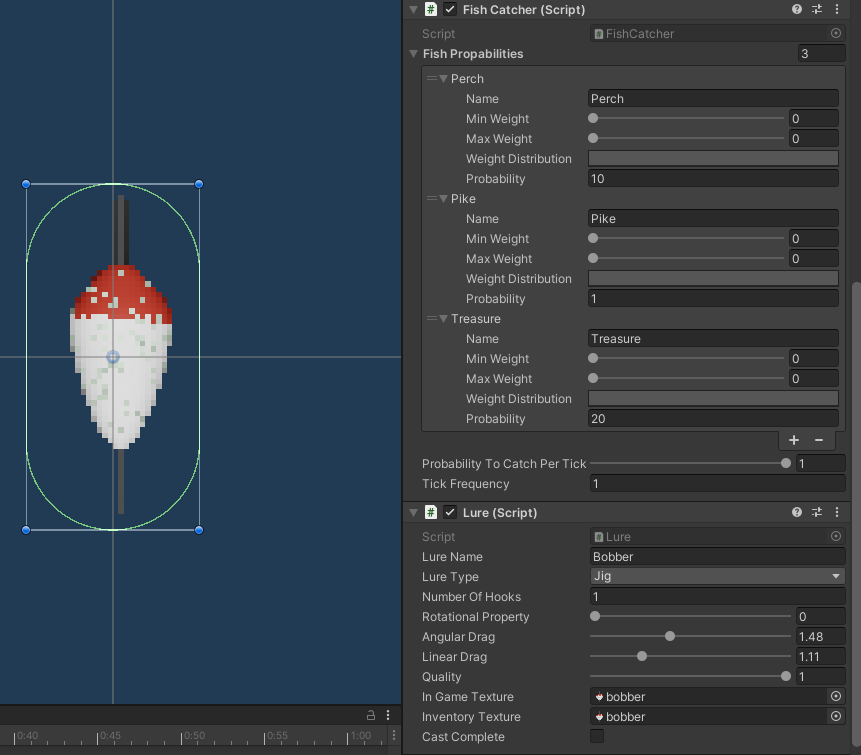 Fish Catcher (Script)
Script FishCatcher
Fish Propabilities 3
Perch
Name Perch
Min Weight 0
Max Weight 0
Weight Distribution
Probability 10
Pike
Name Pike
Min Weight 0
Max Weight 0
Weight Distribution
Probability 1
Treasure
Name Treasure
Min Weight 0
Max Weight 0
Weight Distribution
Probability 20
+ −
Probability To Catch Per Tick 1
Tick Frequency 1
Lure (Script)
Script Lure
Lure Name Bobber
Lure Type Jig
Number Of Hooks 1
Rotational Property 0
Angular Drag 1.48
Linear Drag 1.11
Quality 1
In Game Texture bobber
Inventory Texture bobber
Cast Complete
0:40 0:45 0:50 0:55 1:00